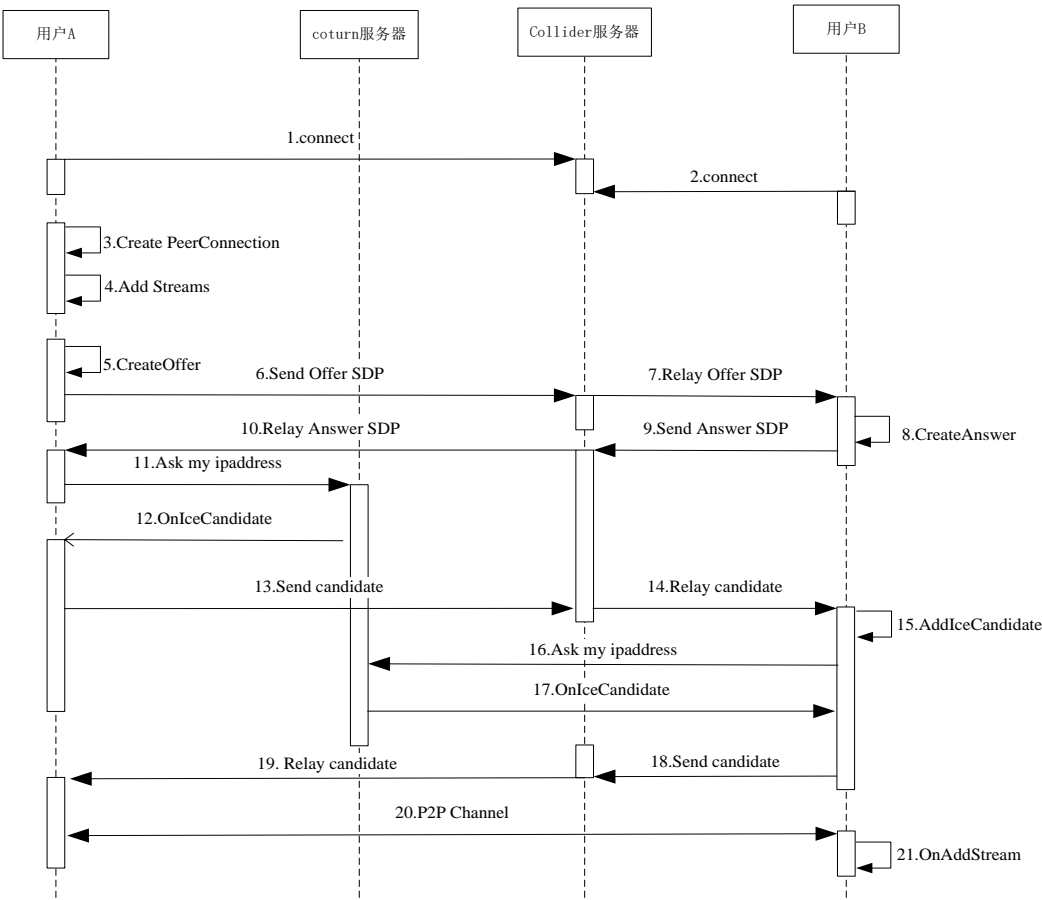 用户A
coturn服务器
Collider服务器
用户B
1.connect
2.connect
3.Create PeerConnection
4.Add Streams
5.CreateOffer
6.Send Offer SDP
7.Relay Offer SDP
8.CreateAnswer
9.Send Answer SDP
10.Relay Answer SDP
11.Ask my ipaddress
12.OnIceCandidate
13.Send candidate
14.Relay candidate
15.AddIceCandidate
16.Ask my ipaddress
17.OnIceCandidate
18.Send candidate
19. Relay candidate
20.P2P Channel
21.OnAddStream